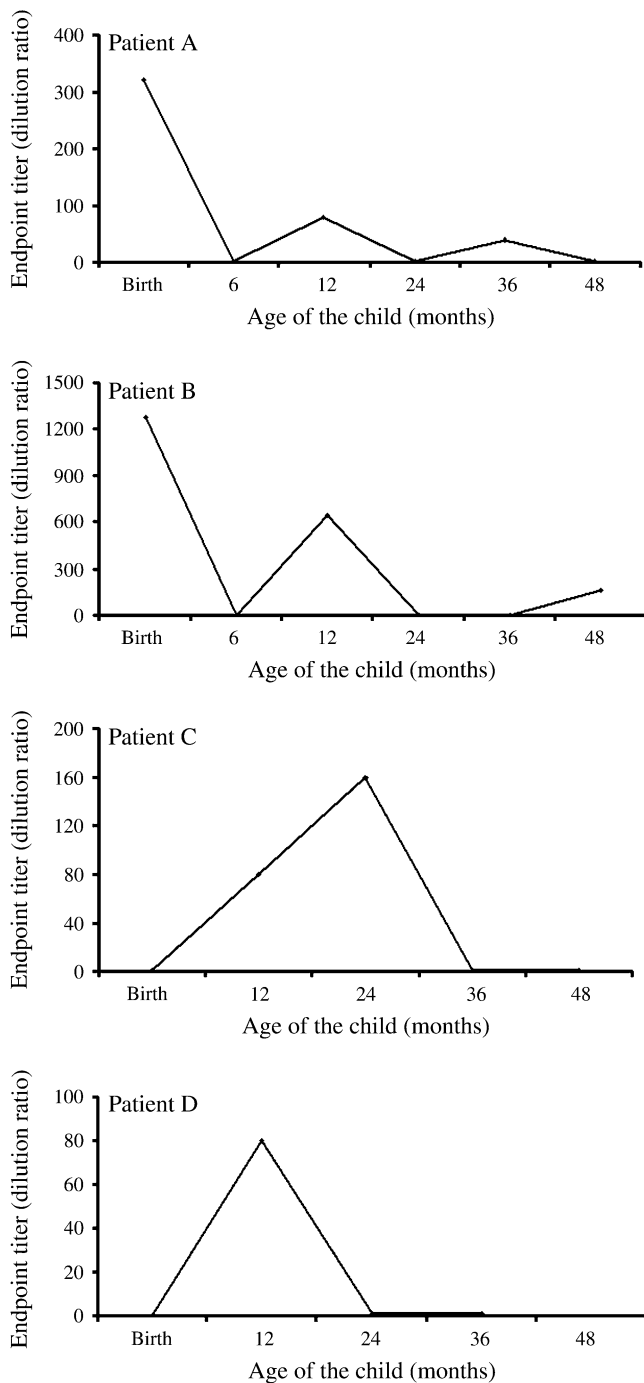 Patient A
Endpoint titer (dilution ratio)
400
300
200
100
0
Birth 6 12 24 36 48
Age of the child (months)
Patient B
Endpoint titer (dilution ratio)
1500
1200
900
600
300
0
Birth 6 12 24 36 48
Age of the child (months)
Patient C
Endpoint titer (dilution ratio)
200
160
120
80
40
0
Birth 12 24 36 48
Age of the child (months)
Patient D
Endpoint titer (dilution ratio)
100
80
60
40
20
0
Birth 12 24 36 48
Age of the child (months)